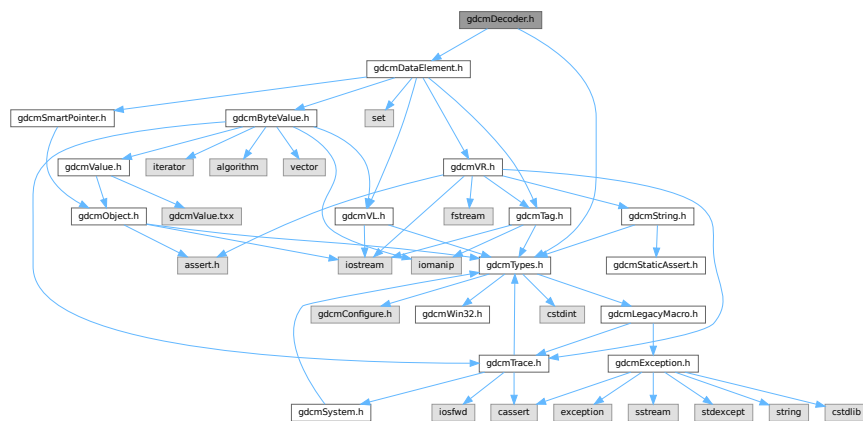 gdcmDecoder.h
gdcmDataElement.h
gdcmSmartPointer.h
gdcmByteValue.h
set
gdcmValue.h
iterator
algorithm
vector
gdcmVR.h
gdcmObject.h
gdcmValue.txx
gdcmVL.h
fstream
gdcmTag.h
gdcmString.h
assert.h
iostream
iomanip
gdcmTypes.h
gdcmStaticAssert.h
gdcmConfigure.h
gdcmWin32.h
cstdint
gdcmLegacyMacro.h
gdcmTrace.h
gdcmException.h
gdcmSystem.h
iosfwd
cassert
exception
sstream
stdexcept
string
cstdlib